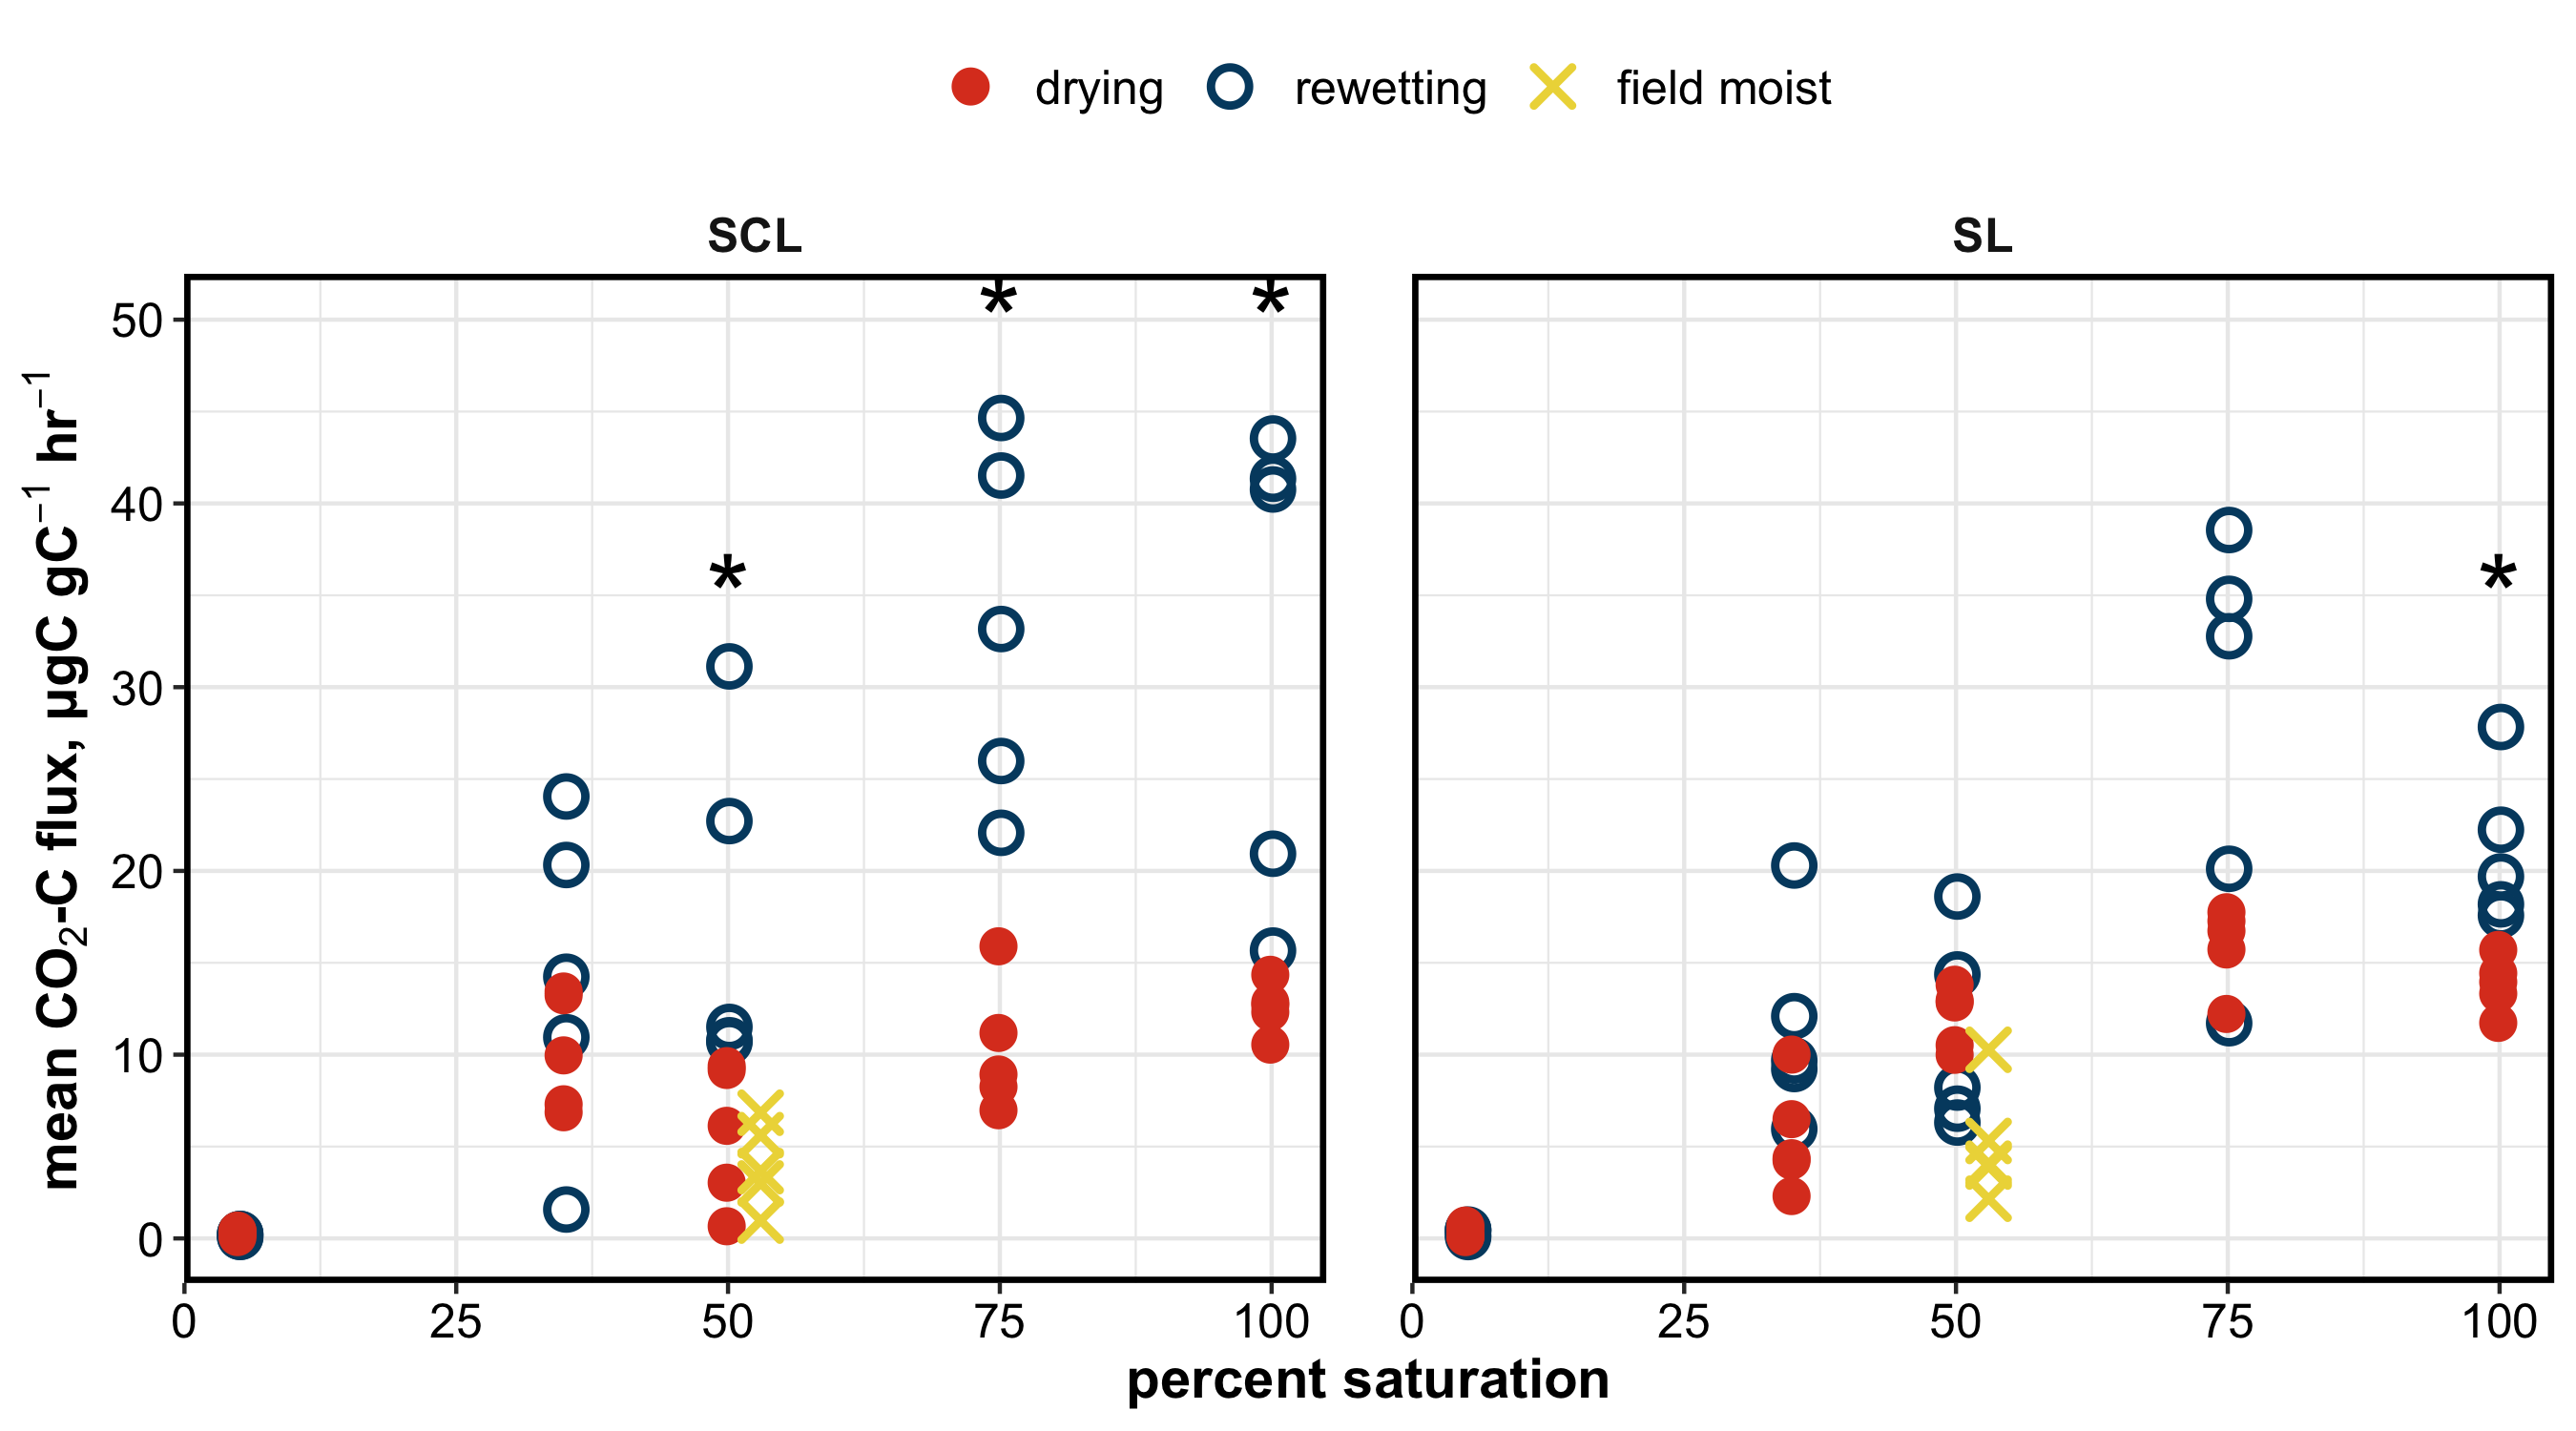 drying rewetting field moist
SCL SL
50
40
30
20
10
0
mean CO₂-C flux, µgC gC⁻¹ hr⁻¹
* * * *
0 25 50 75 100 0 25 50 75 100
percent saturation